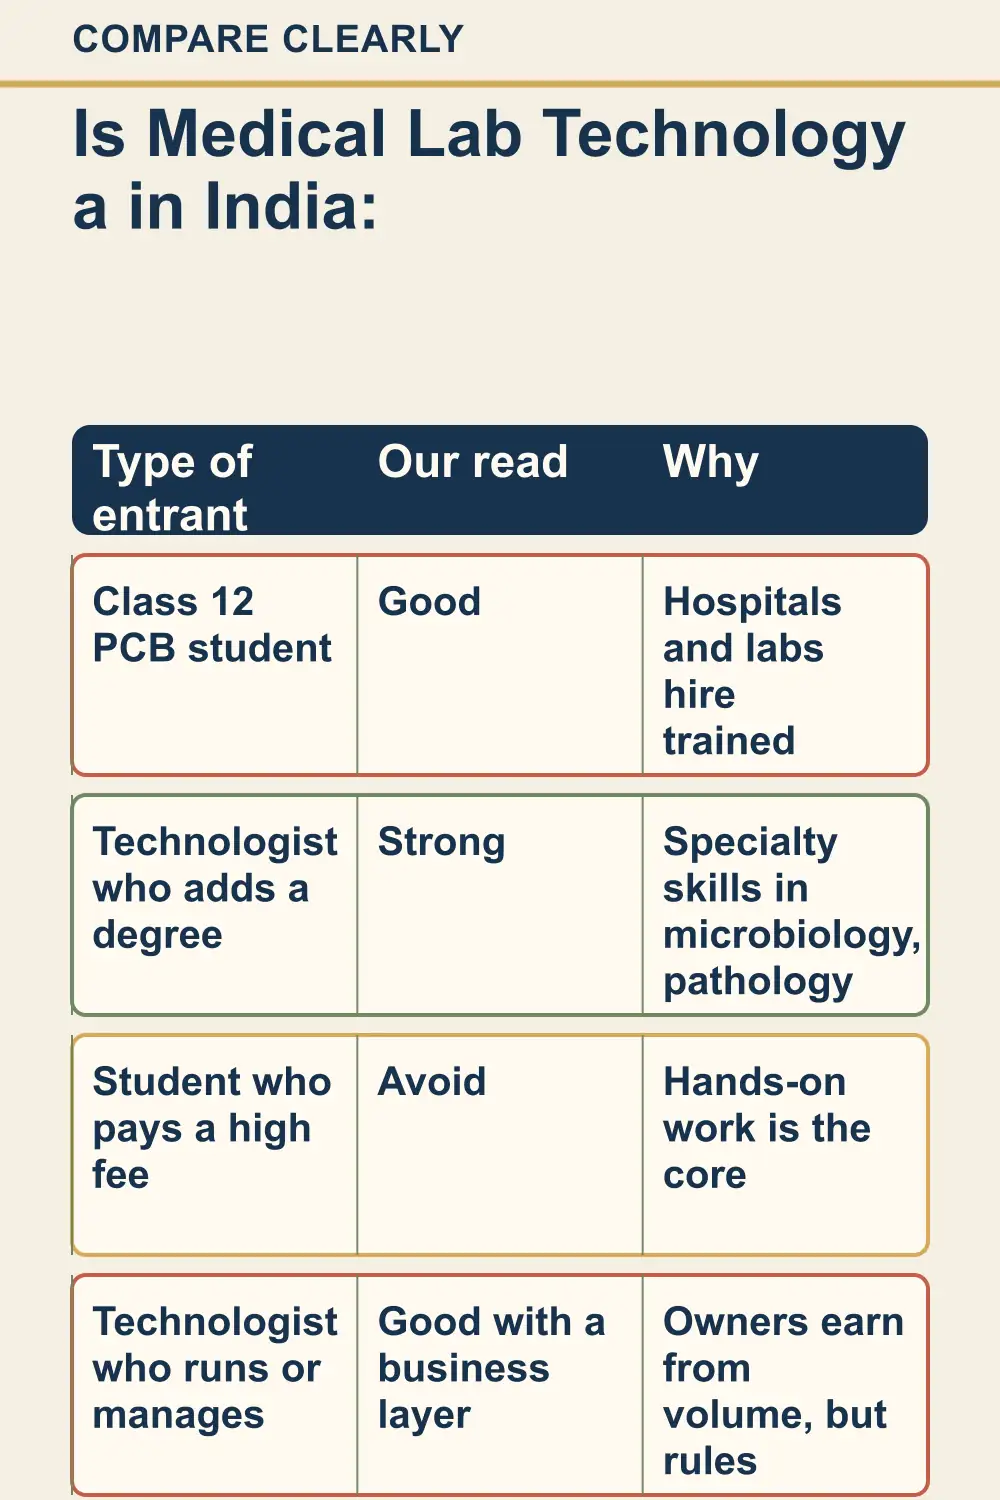 COMPARE CLEARLY
Is Medical Lab Technology
a in India:
Type of
entrant
Our read
Why
Class 12
PCB student
Good
Hospitals
and labs
hire
trained
Technologist
who adds a
degree
Strong
Specialty
skills in
microbiology,
pathology
Student who
pays a high
fee
Avoid
Hands-on
work is the
core
Technologist
who runs or
manages
Good with a
business
layer
Owners earn
from
volume, but
rules